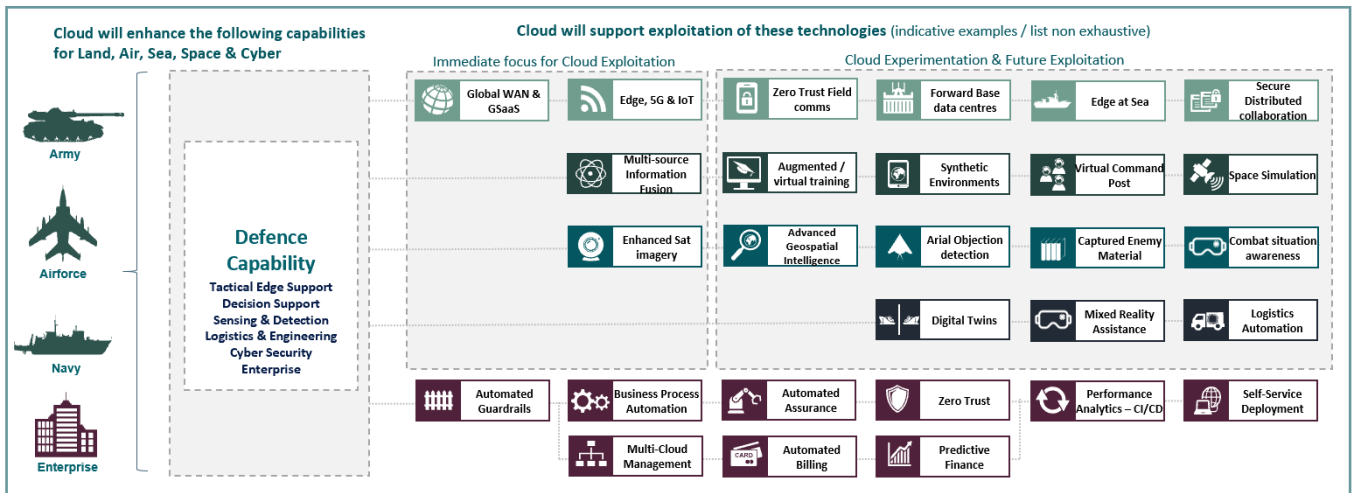 Cloud will enhance the following capabilities
for Land, Air, Sea, Space & Cyber
Army
Airforce
Navy
Enterprise
Defence
Capability
Tactical Edge Support
Decision Support
Sensing & Detection
Logistics & Engineering
Cyber Security
Enterprise
Cloud will support exploitation of these technologies (indicative examples / list non exhaustive)
Immediate focus for Cloud Exploitation
Cloud Experimentation & Future Exploitation
Global WAN &
GSaaS
Edge, 5G & IoT
Zero Trust Field
comms
Forward Base
data centres
Edge at Sea
Secure
Distributed
collaboration
Multi-source
Information
Fusion
Augmented /
virtual training
Synthetic
Environments
Virtual Command
Post
Space Simulation
Enhanced Sat
imagery
Advanced
Geospatial
Intelligence
Arial Objection
detection
Captured Enemy
Material
Combat situation
awareness
Digital Twins
Mixed Reality
Assistance
Logistics
Automation
Automated
Guardrails
Business Process
Automation
Automated
Assurance
Zero Trust
Performance
Analytics – CI/CD
Self-Service
Deployment
Multi-Cloud
Management
CARD
Automated
Billing
Predictive
Finance